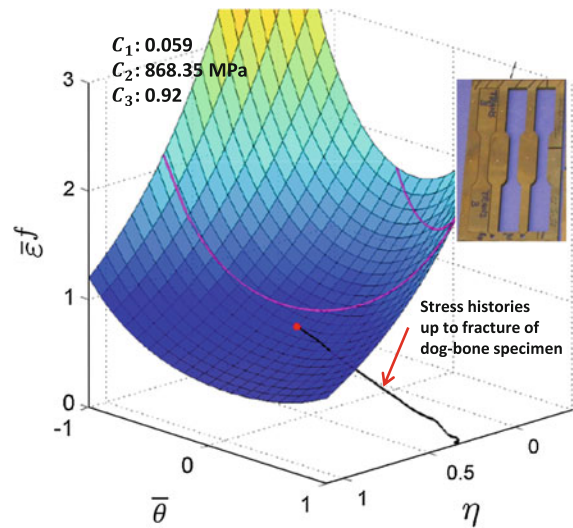 C₁: 0.059
C₂: 868.35 MPa
C₃: 0.92
3
2
1
0
ε̄ᶠ
Stress histories
up to fracture of
dog-bone specimen
-1
0
1
θ̄
1
0.5
0
η